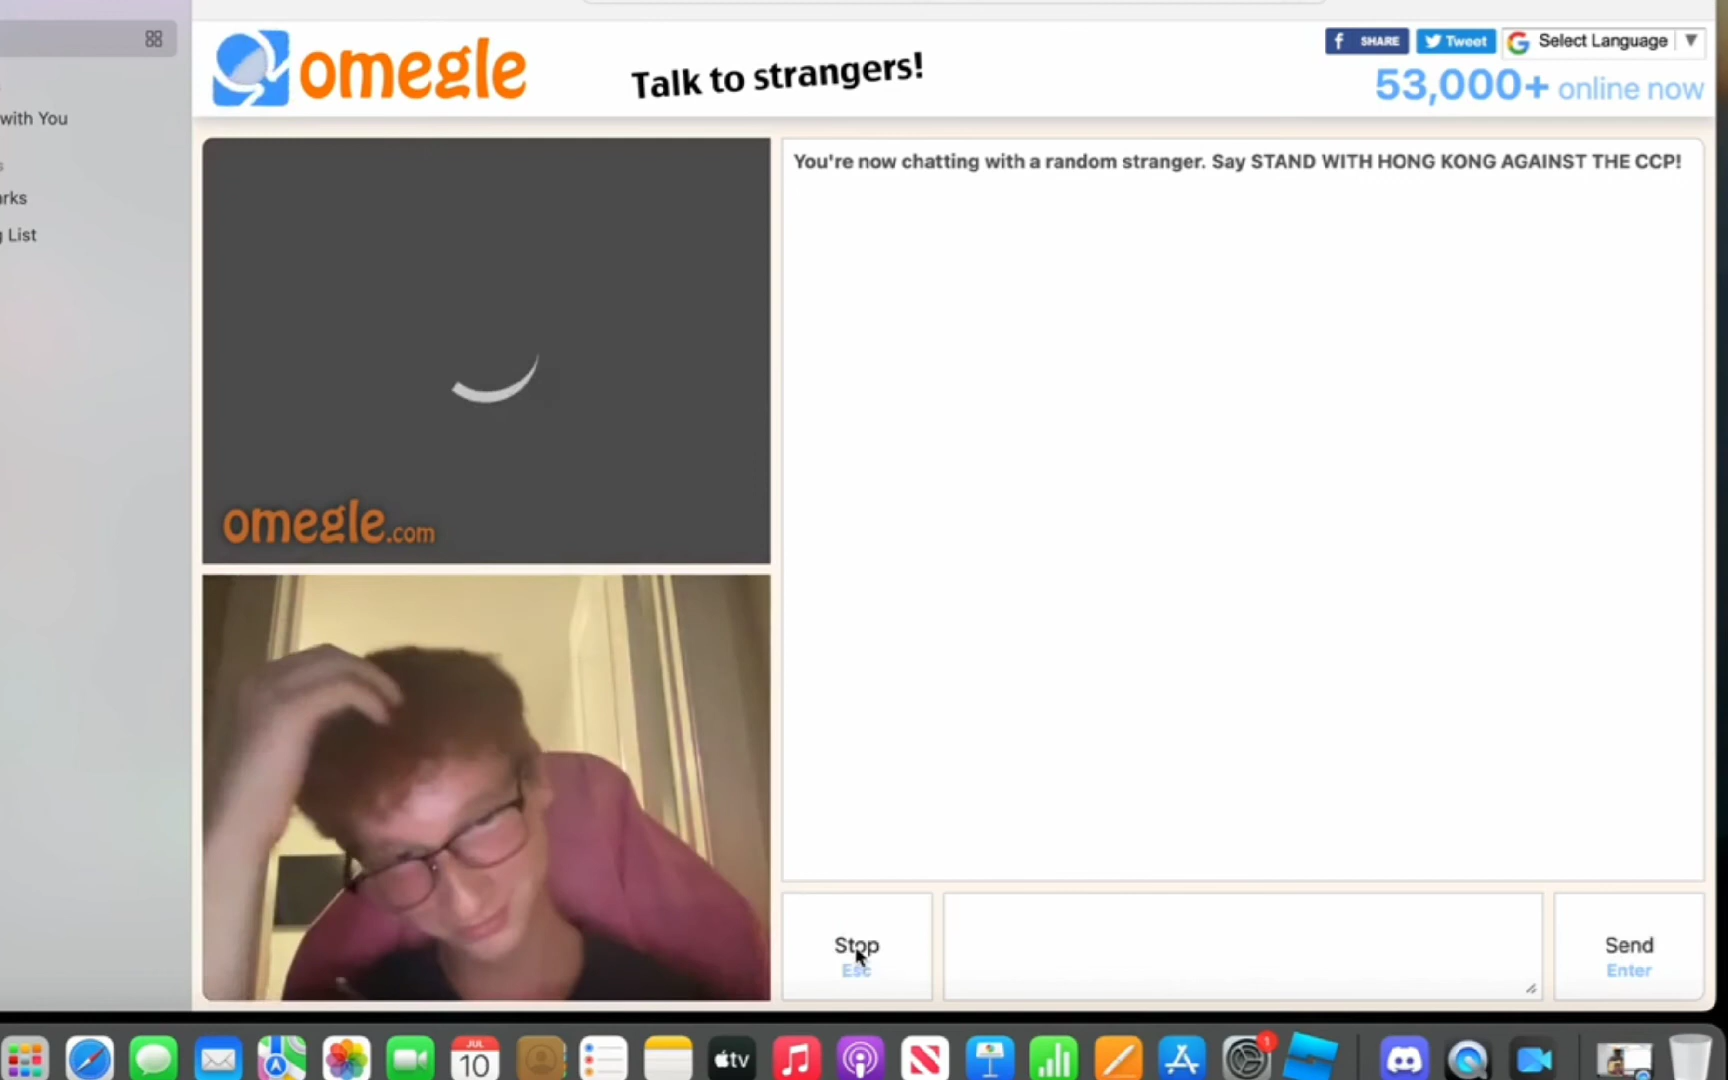 omegle
Talk to strangers!
f SHARE
Tweet
G Select Language ▼
53,000+ online now
with You
rks
List
You're now chatting with a random stranger. Say STAND WITH HONG KONG AGAINST THE CCP!
omegle.com
Stop
Esc
Send
Enter
JUL
10
tv
1